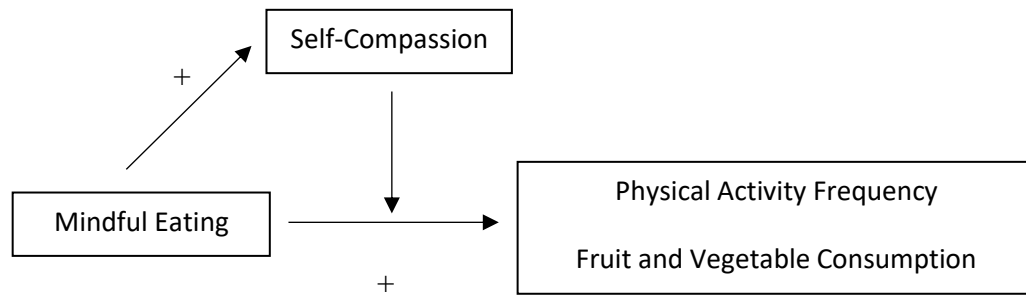 Self-Compassion
+
Mindful Eating
Physical Activity Frequency
Fruit and Vegetable Consumption
+